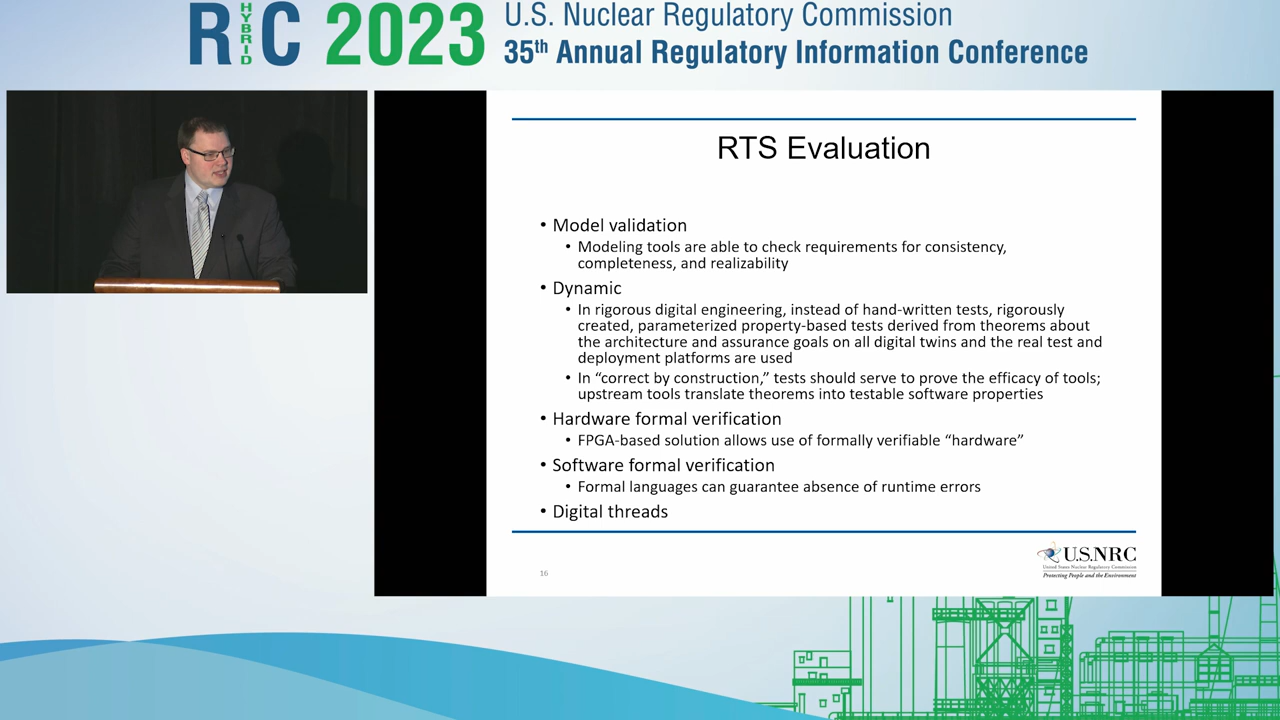 RIC HYBRID 2023
U.S. Nuclear Regulatory Commission
35th Annual Regulatory Information Conference
RTS Evaluation
• Model validation
• Modeling tools are able to check requirements for consistency,
completeness, and realizability
• Dynamic
• In rigorous digital engineering, instead of hand-written tests, rigorously
created, parameterized property-based tests derived from theorems about
the architecture and assurance goals on all digital twins and the real test and
deployment platforms are used
• In “correct by construction,” tests should serve to prove the efficacy of tools;
upstream tools translate theorems into testable software properties
• Hardware formal verification
• FPGA-based solution allows use of formally verifiable “hardware”
• Software formal verification
• Formal languages can guarantee absence of runtime errors
• Digital threads
16
U.S.NRC
United States Nuclear Regulatory Commission
Protecting People and the Environment